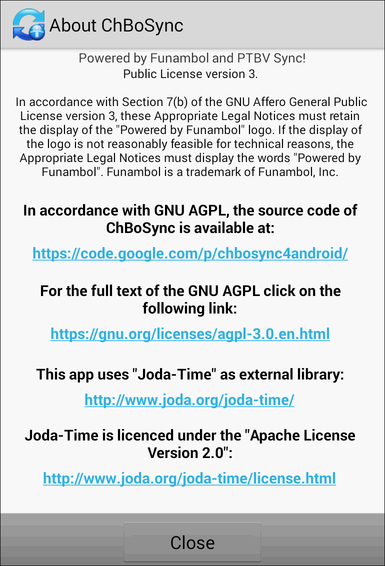 About ChBoSync
Powered by Funambol and PTBV Sync!
Public License version 3.
In accordance with Section 7(b) of the GNU Affero General Public
License version 3, these Appropriate Legal Notices must retain
the display of the "Powered by Funambol" logo. If the display of
the logo is not reasonably feasible for technical reasons, the
Appropriate Legal Notices must display the words "Powered by
Funambol". Funambol is a trademark of Funambol, Inc.
In accordance with GNU AGPL, the source code of
ChBoSync is available at:
https://code.google.com/p/chbosync4android/
For the full text of the GNU AGPL click on the
following link:
https://gnu.org/licenses/agpl-3.0.en.html
This app uses "Joda-Time" as external library:
http://www.joda.org/joda-time/
Joda-Time is licenced under the "Apache License
Version 2.0":
http://www.joda.org/joda-time/license.html
Close